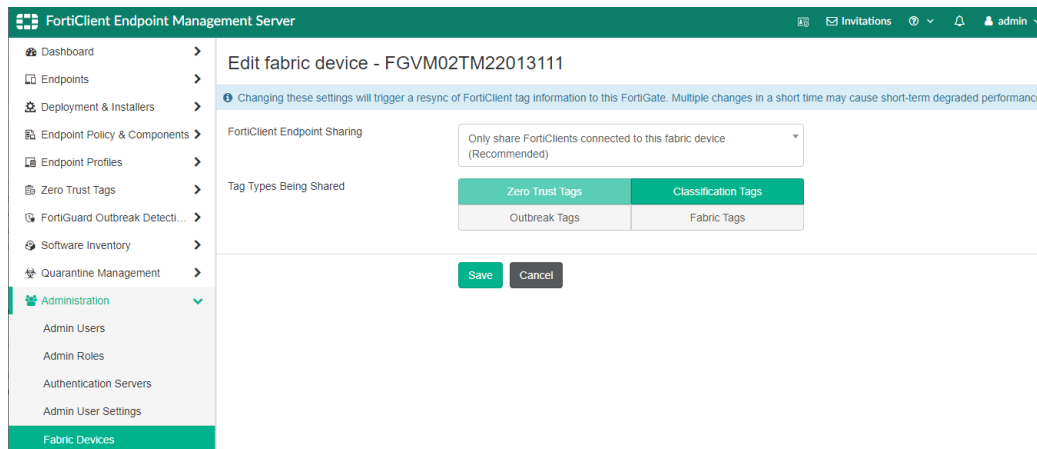 FortiClient Endpoint Management Server
Invitations
admin
Dashboard
Endpoints
Deployment & Installers
Endpoint Policy & Components
Endpoint Profiles
Zero Trust Tags
FortiGuard Outbreak Detecti...
Software Inventory
Quarantine Management
Administration
Admin Users
Admin Roles
Authentication Servers
Admin User Settings
Fabric Devices
Edit fabric device - FGVM02TM22013111
Changing these settings will trigger a resync of FortiClient tag information to this FortiGate. Multiple changes in a short time may cause short-term degraded performance
FortiClient Endpoint Sharing
Only share FortiClients connected to this fabric device
(Recommended)
Tag Types Being Shared
Zero Trust Tags
Classification Tags
Outbreak Tags
Fabric Tags
Save
Cancel